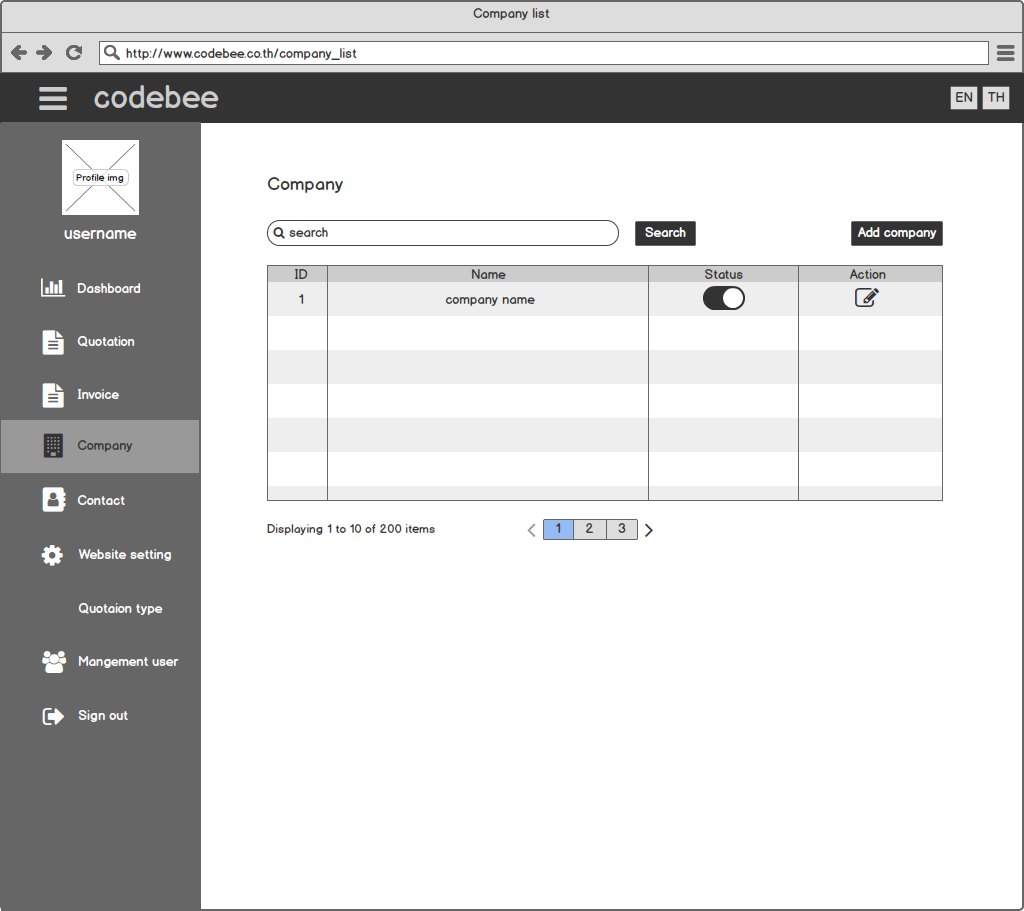 Company list
http://www.codebee.co.th/company_list
codebee
EN TH
Profile img
username
Dashboard
Quotation
Invoice
Company
Contact
Website setting
Quotaion type
Mangement user
Sign out
Company
search
Search
Add company
ID Name Status Action
1 company name
Displaying 1 to 10 of 200 items
1 2 3